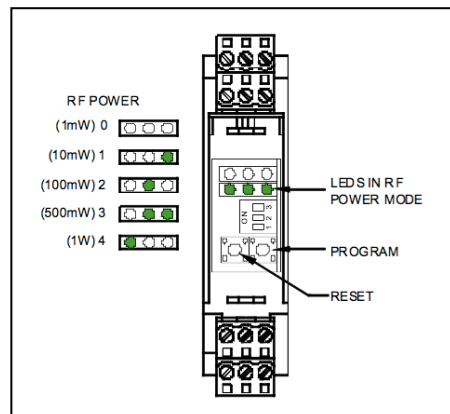 RF POWER
(1mW) 0
(10mW) 1
(100mW) 2
(500mW) 3
(1W) 4
LEDS IN RF
POWER MODE
ON
1 2 3
PROGRAM
RESET